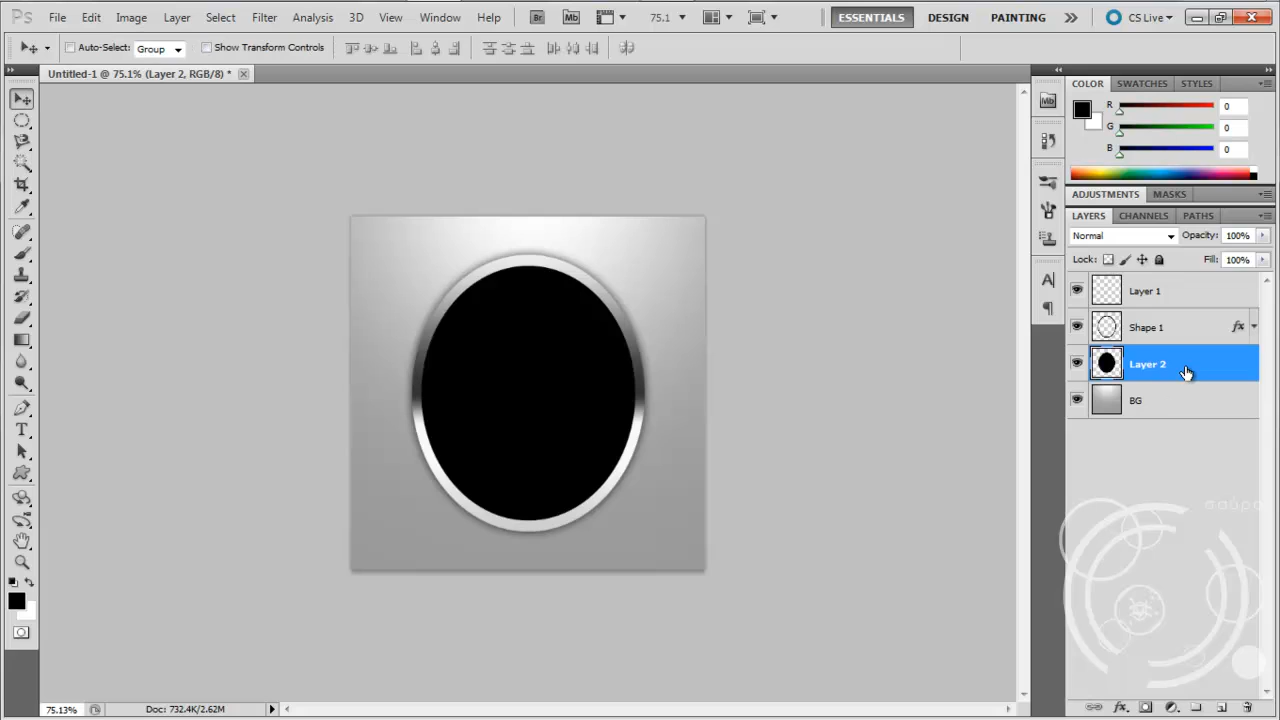 Ps File Edit Image Layer Select Filter Analysis 3D View Window Help Br Mb 75.1 ESSENTIALS DESIGN PAINTING CS Live
Auto-Select: Group Show Transform Controls
Untitled-1 @ 75.1% (Layer 2, RGB/8) *
COLOR SWATCHES STYLES
R 0
G 0
B 0
ADJUSTMENTS MASKS
LAYERS CHANNELS PATHS
Normal Opacity: 100%
Lock: Fill: 100%
Layer 1
Shape 1 fx
Layer 2
BG
75.13% Doc: 732.4K/2.62M